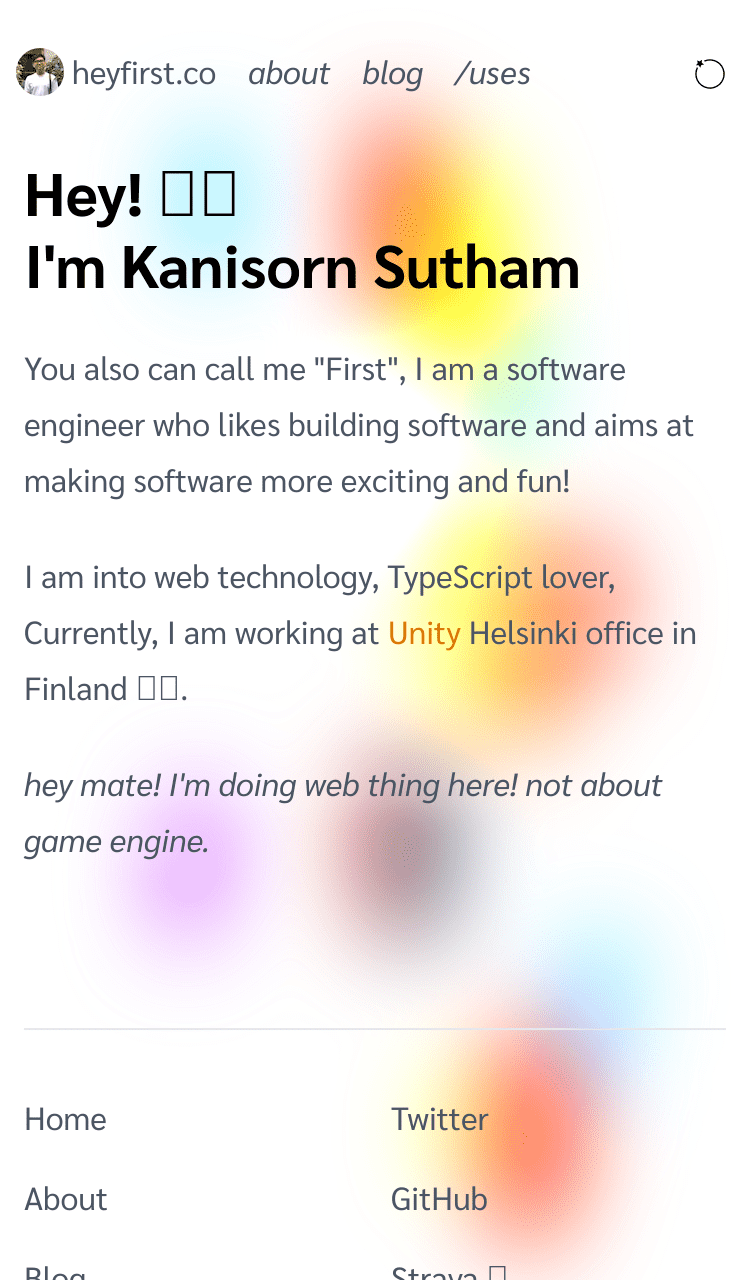 heyfirst.co about blog /uses
Hey! 
I'm Kanisorn Sutham
You also can call me "First", I am a software
engineer who likes building software and aims at
making software more exciting and fun!
I am into web technology, TypeScript lover,
Currently, I am working at Unity Helsinki office in
Finland .
hey mate! I'm doing web thing here! not about
game engine.
Home
Twitter
About
GitHub
Blog
Strava